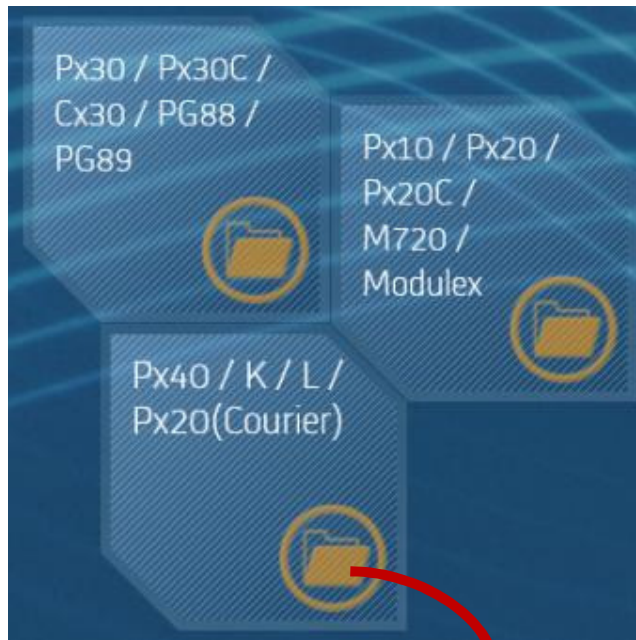 Px30 / Px30C /
Cx30 / PG88 /
PG89
Px10 / Px20 /
Px20C /
M720 /
Modulex
Px40 / K / L /
Px20(Courier)